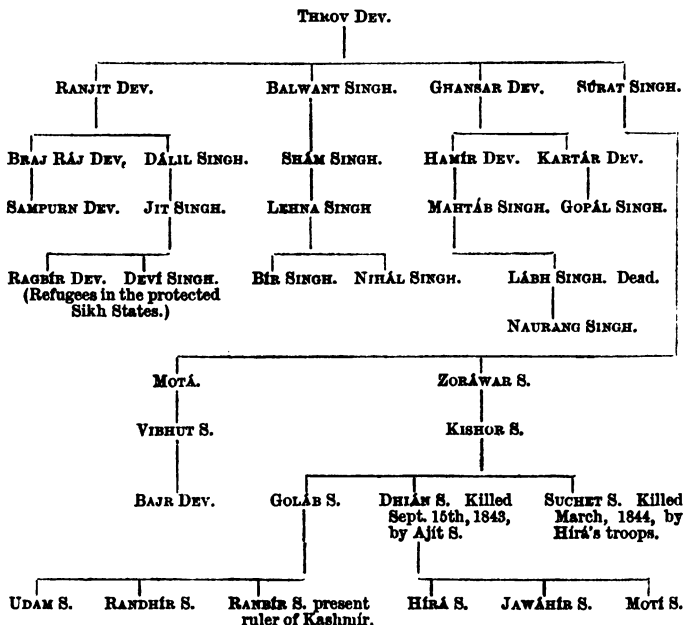 THROV DEV.
RANJIT DEV. BALWANT SINGH. GHANSAR DEV. SÚRAT SINGH.
BRAJ RÁJ DEV, DÁLIL SINGH. SHÁM SINGH. HAMÍR DEV. KARTÁR DEV.
SAMPURN DEV. JIT SINGH. LEHNA SINGH MAHTÁB SINGH. GOPÁL SINGH.
RAGBÍR DEV. DEVÍ SINGH. BÍR SINGH. NIHÁL SINGH. LÁBH SINGH. Dead.
(Refugees in the protected
Sikh States.)
NAURANG SINGH.
MOTÁ. ZORÁWAR S.
VIBHUT S. KISHOR S.
BAJR DEV. GOLÁB S. DHIÁN S. Killed SUCHET S. Killed
Sept. 15th, 1843, March, 1844, by
by Ajít S. Hírá's troops.
UDAM S. RANDHÍR S. RANBÍR S. present HÍRÁ S. JAWÁHÍR S. MOTÍ S.
ruler of Kashmír.